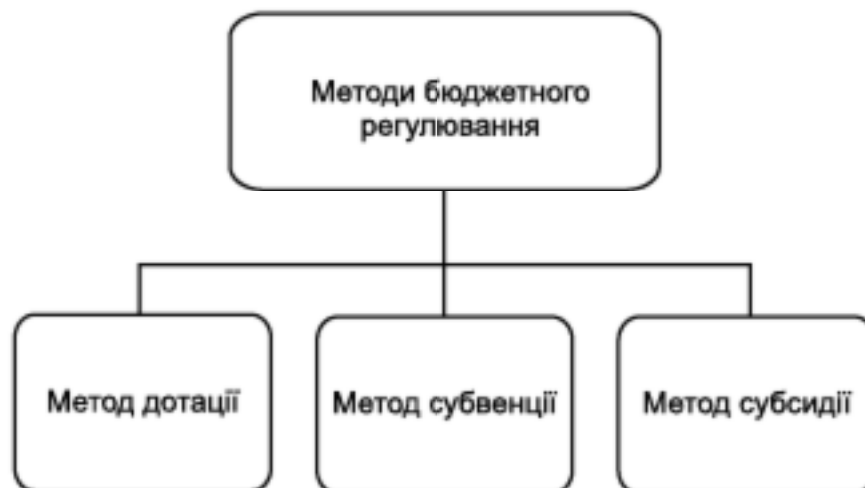 Методи бюджетного
регулювання
Метод дотації
Метод субвенції
Метод субсидії